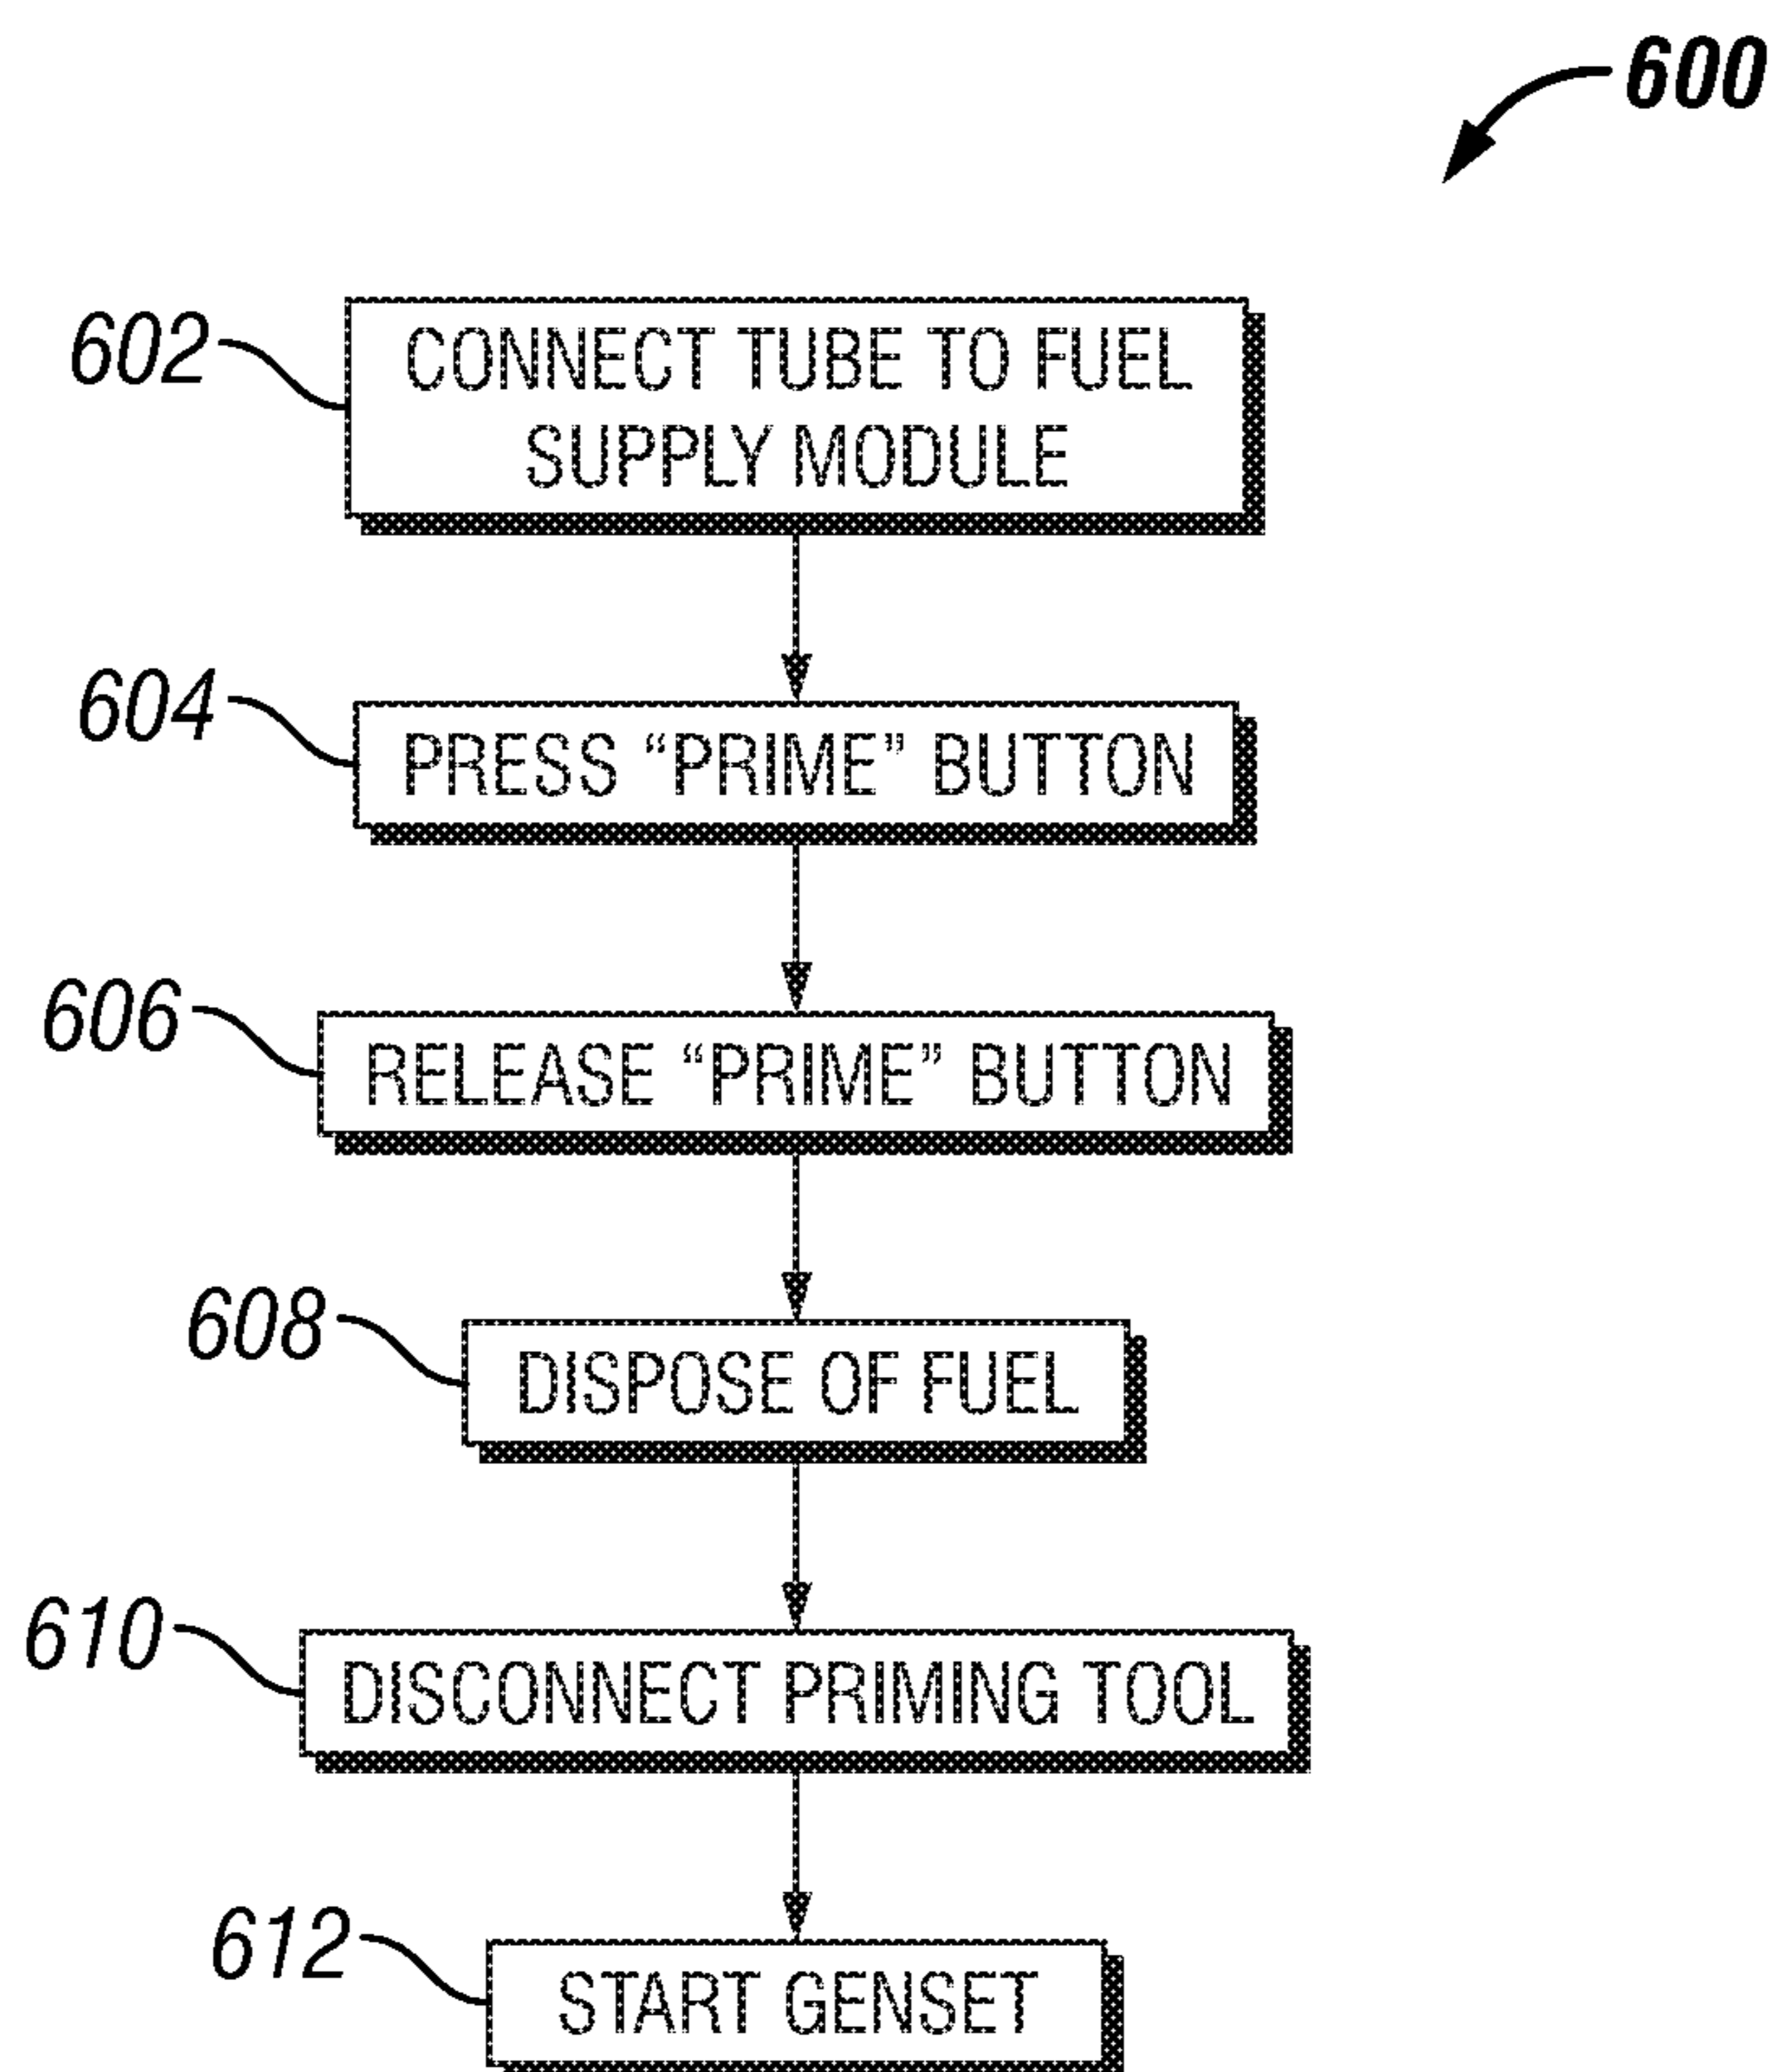 600
602
CONNECT TUBE TO FUEL
SUPPLY MODULE
604
PRESS “PRIME” BUTTON
606
RELEASE “PRIME” BUTTON
608
DISPOSE OF FUEL
610
DISCONNECT PRIMING TOOL
612
START GENSET